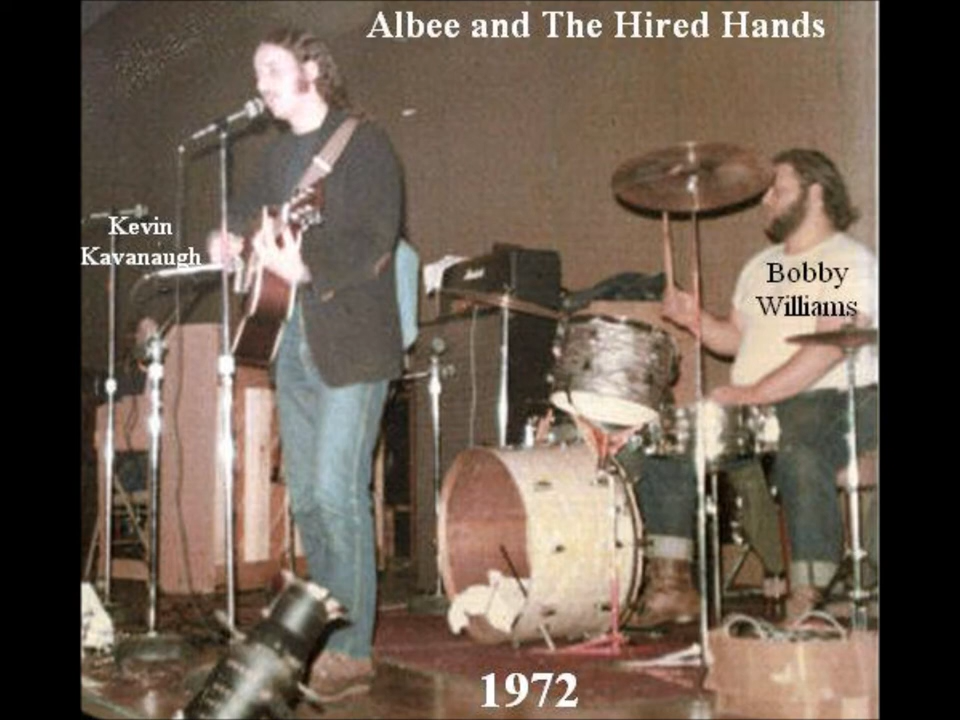 Albee and The Hired Hands
Kevin
Kavanaugh
Bobby
Williams
1972